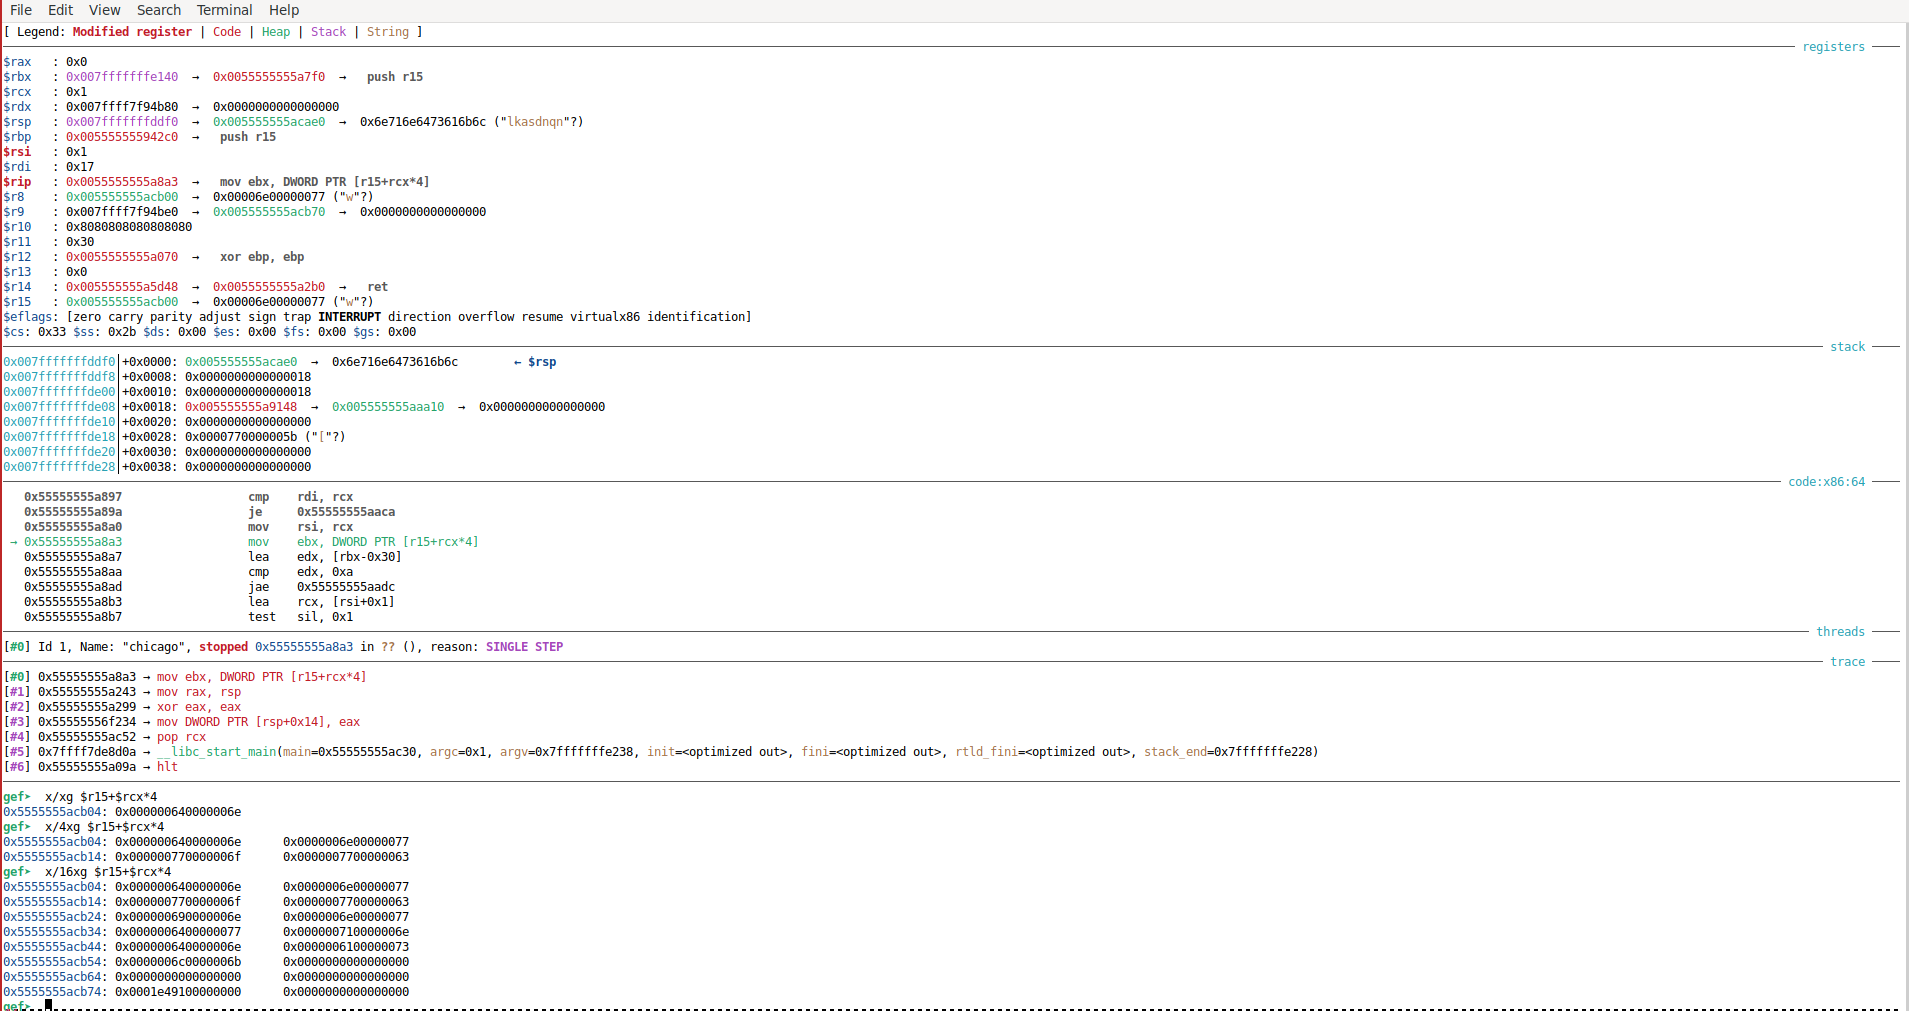 File Edit View Search Terminal Help
[ Legend: Modified register | Code | Heap | Stack | String ]
registers
$rax   : 0x0
$rbx   : 0x007fffffffe140  →  0x0055555555a7f0  →   push r15
$rcx   : 0x1
$rdx   : 0x007ffff7f94b80  →  0x0000000000000000
$rsp   : 0x007fffffffddf0  →  0x005555555acae0  →  0x6e716e6473616b6c ("lkasdnqn"?)
$rbp   : 0x005555555942c0  →   push r15
$rsi   : 0x1
$rdi   : 0x17
$rip   : 0x0055555555a8a3  →   mov ebx, DWORD PTR [r15+rcx*4]
$r8    : 0x005555555acb00  →  0x00006e00000077 ("w"?)
$r9    : 0x007ffff7f94be0  →  0x005555555acb70  →  0x0000000000000000
$r10   : 0x8080808080808080
$r11   : 0x30
$r12   : 0x0055555555a070  →   xor ebp, ebp
$r13   : 0x0
$r14   : 0x005555555a5d48  →  0x0055555555a2b0  →   ret
$r15   : 0x005555555acb00  →  0x00006e00000077 ("w"?)
$eflags: [zero carry parity adjust sign trap INTERRUPT direction overflow resume virtualx86 identification]
$cs: 0x33 $ss: 0x2b $ds: 0x00 $es: 0x00 $fs: 0x00 $gs: 0x00
stack
0x007fffffffddf0│+0x0000: 0x005555555acae0  →  0x6e716e6473616b6c        ← $rsp
0x007fffffffddf8│+0x0008: 0x0000000000000018
0x007fffffffde00│+0x0010: 0x0000000000000018
0x007fffffffde08│+0x0018: 0x005555555a9148  →  0x005555555aaa10  →  0x0000000000000000
0x007fffffffde10│+0x0020: 0x0000000000000000
0x007fffffffde18│+0x0028: 0x0000770000005b ("["?)
0x007fffffffde20│+0x0030: 0x0000000000000000
0x007fffffffde28│+0x0038: 0x0000000000000000
code:x86:64
0x55555555a897                  cmp    rdi, rcx
0x55555555a89a                  je     0x55555555aaca
0x55555555a8a0                  mov    rsi, rcx
→ 0x55555555a8a3                  mov    ebx, DWORD PTR [r15+rcx*4]
0x55555555a8a7                  lea    edx, [rbx-0x30]
0x55555555a8aa                  cmp    edx, 0xa
0x55555555a8ad                  jae    0x55555555aadc
0x55555555a8b3                  lea    rcx, [rsi+0x1]
0x55555555a8b7                  test   sil, 0x1
threads
[#0] Id 1, Name: "chicago", stopped 0x55555555a8a3 in ?? (), reason: SINGLE STEP
trace
[#0] 0x55555555a8a3 → mov ebx, DWORD PTR [r15+rcx*4]
[#1] 0x55555555a243 → mov rax, rsp
[#2] 0x55555555a299 → xor eax, eax
[#3] 0x55555556f234 → mov DWORD PTR [rsp+0x14], eax
[#4] 0x55555555ac52 → pop rcx
[#5] 0x7ffff7de8d0a → __libc_start_main(main=0x55555555ac30, argc=0x1, argv=0x7fffffffe238, init=<optimized out>, fini=<optimized out>, rtld_fini=<optimized out>, stack_end=0x7fffffffe228)
[#6] 0x55555555a09a → hlt
gef➤  x/xg $r15+$rcx*4
0x5555555acb04: 0x000000640000006e
gef➤  x/4xg $r15+$rcx*4
0x5555555acb04: 0x000000640000006e      0x0000006e00000077
0x5555555acb14: 0x000000770000006f      0x0000007700000063
gef➤  x/16xg $r15+$rcx*4
0x5555555acb04: 0x000000640000006e      0x0000006e00000077
0x5555555acb14: 0x000000770000006f      0x0000007700000063
0x5555555acb24: 0x000000690000006e      0x0000006e00000077
0x5555555acb34: 0x0000006400000077      0x000000710000006e
0x5555555acb44: 0x000000640000006e      0x0000006100000073
0x5555555acb54: 0x0000006c0000006b      0x0000000000000000
0x5555555acb64: 0x0000000000000000      0x0000000000000000
0x5555555acb74: 0x0001e49100000000      0x0000000000000000
gef➤